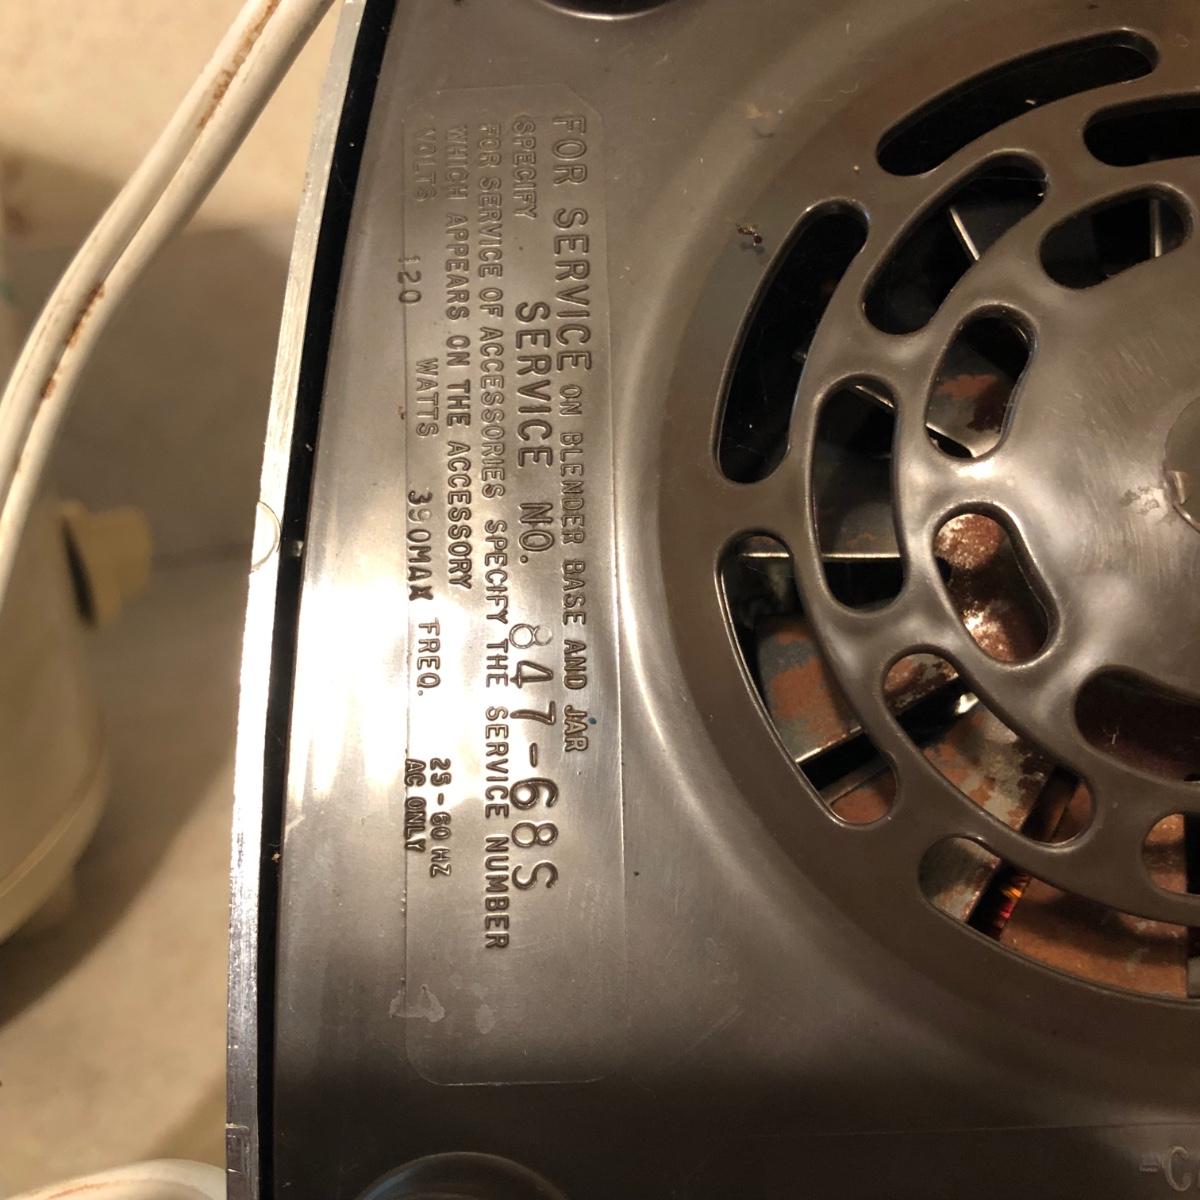 FOR SERVICE ON BLENDER BASE AND JAR
SPECIFY SERVICE NO. 847-68S
FOR SERVICE OF ACCESSORIES SPECIFY THE SERVICE NUMBER
WHICH APPEARS ON THE ACCESSORY
VOLTS 120 WATTS 390MAX FREQ. 25-60 HZ
AC ONLY